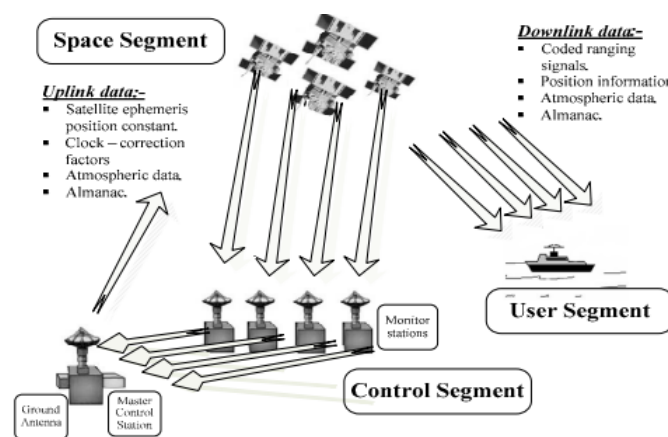 Space Segment
Uplink data:-
▪ Satellite ephemeris
position constant.
▪ Clock – correction
factors
▪ Atmospheric data.
▪ Almanac.
Downlink data:-
▪ Coded ranging
signals.
▪ Position information
▪ Atmospheric data.
▪ Almanac.
User Segment
Monitor
stations
Control Segment
Ground
Antenna
Master
Control
Station